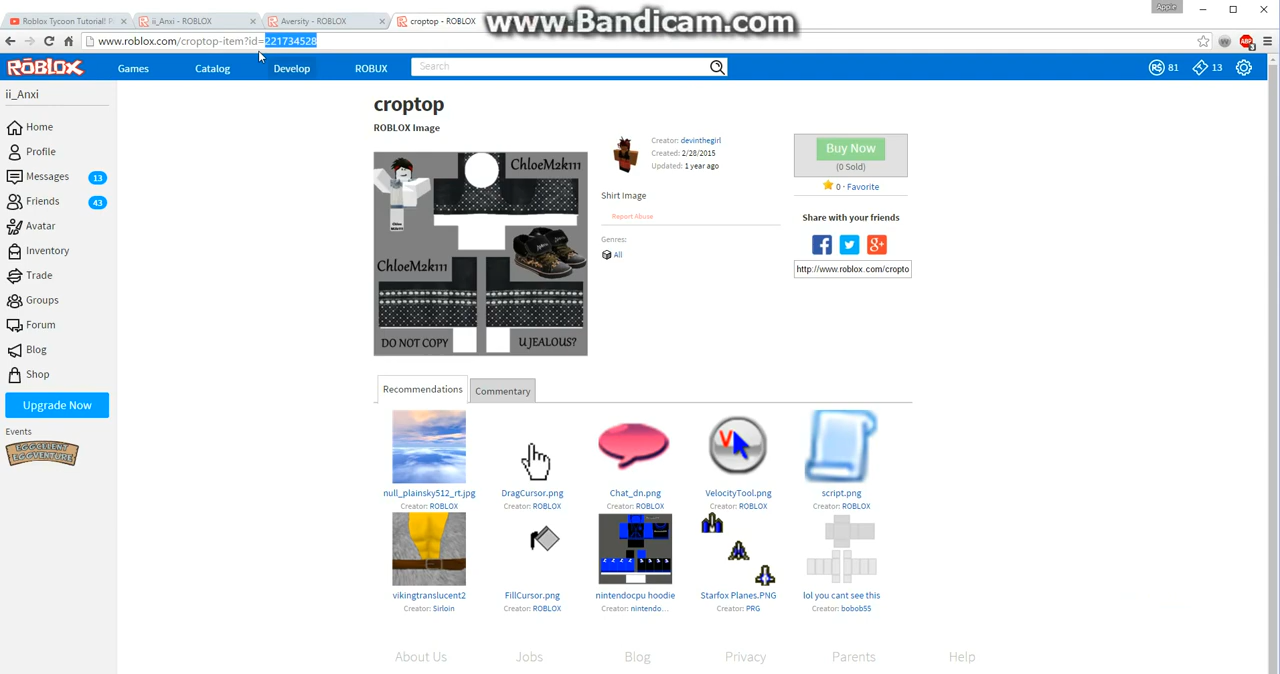 www.Bandicam.com
Apple
Roblox Tycoon Tutorial!
ii_Anxi - ROBLOX
Aversity - ROBLOX
croptop - ROBLOX
www.roblox.com/croptop-item?id=221734528
ROBLOX
Games
Catalog
Develop
ROBUX
Search
81
13
ii_Anxi
Home
Profile
Messages 13
Friends 43
Avatar
Inventory
Trade
Groups
Forum
Blog
Shop
Upgrade Now
Events
EGGCELLENT
EGGVENTURE
croptop
ROBLOX Image
ChloeM2k111
ChloeM2k111
DO NOT COPY
U JEALOUS?
Creator: devinthegirl
Created: 2/28/2015
Updated: 1 year ago
Shirt Image
Report Abuse
Genres:
All
Buy Now
(0 Sold)
0 · Favorite
Share with your friends
http://www.roblox.com/cropto
Recommendations
Commentary
null_plainsky512_rt.jpg
Creator: ROBLOX
DragCursor.png
Creator: ROBLOX
Chat_dn.png
Creator: ROBLOX
VelocityTool.png
Creator: ROBLOX
script.png
Creator: ROBLOX
vikingtranslucent2
Creator: Sirloin
FillCursor.png
Creator: ROBLOX
nintendocpu hoodie
Creator: nintendo...
Starfox Planes.PNG
Creator: PRG
lol you cant see this
Creator: bobob55
About Us
Jobs
Blog
Privacy
Parents
Help